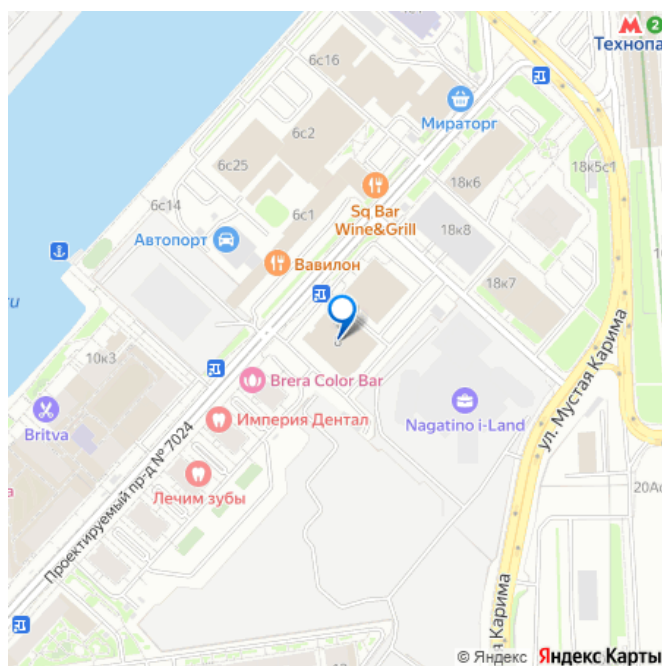 6с16
2
Технопа
Мираторг
6с2
6с25
18к5с1
18к6
Sq Bar
Wine&Grill
6с14
6с1
18к8
Автопорт
Вавилон
18к7
10к3
Brera Color Bar
ул. Мустая Карима
Britva
Империя Дентал
Nagatino i-Land
Лечим зубы
Проектируемый пр-д № 7024
20Ас
я Карима
© Яндекс Яндекс Карты